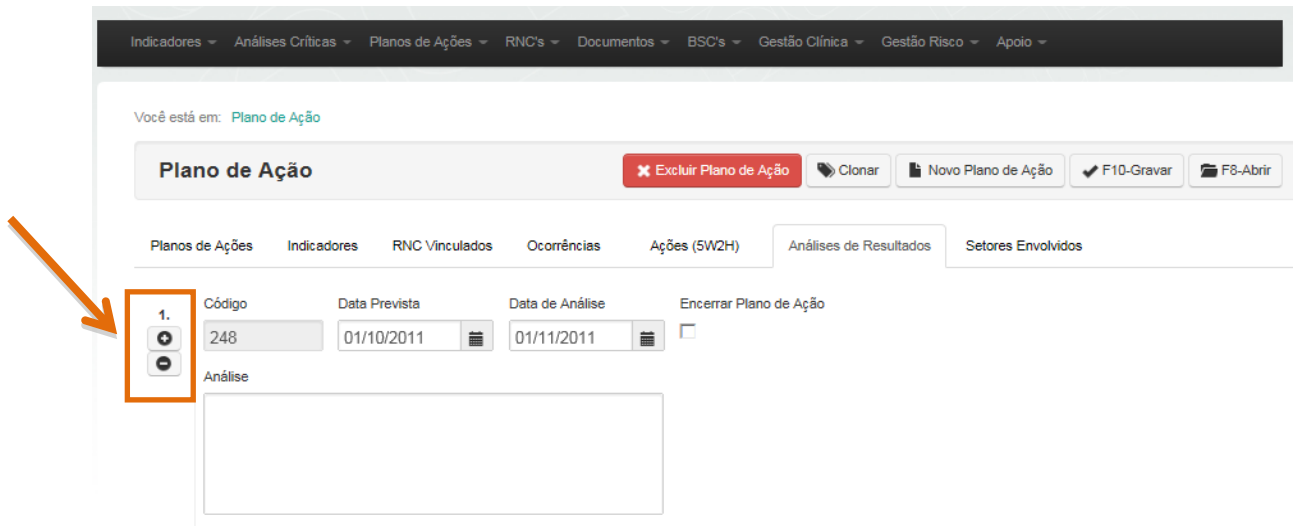 Indicadores Análises Críticas Planos de Ações RNC's Documentos BSC's Gestão Clínica Gestão Risco Apoio
Você está em: Plano de Ação
Plano de Ação Excluir Plano de Ação Clonar Novo Plano de Ação F10-Gravar F8-Abrir
Planos de Ações Indicadores RNC Vinculados Ocorrências Ações (5W2H) Análises de Resultados Setores Envolvidos
1. Código Data Prevista Data de Análise Encerrar Plano de Ação
248 01/10/2011 01/11/2011
Análise